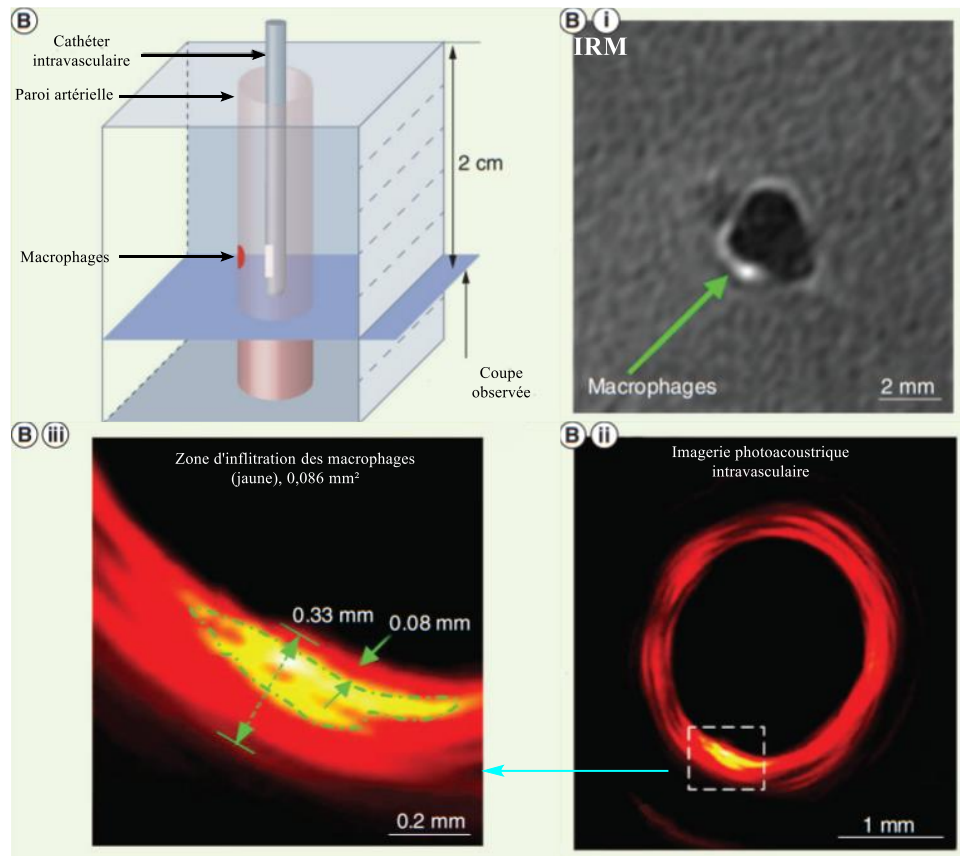 B
Cathéter
intravasculaire
Paroi artérielle
2 cm
Macrophages
Coupe
observée
B i
IRM
Macrophages
2 mm
B iii
Zone d'inflitration des macrophages
(jaune), 0,086 mm²
0.33 mm
0.08 mm
0.2 mm
B ii
Imagerie photoacoustrique
intravasculaire
1 mm